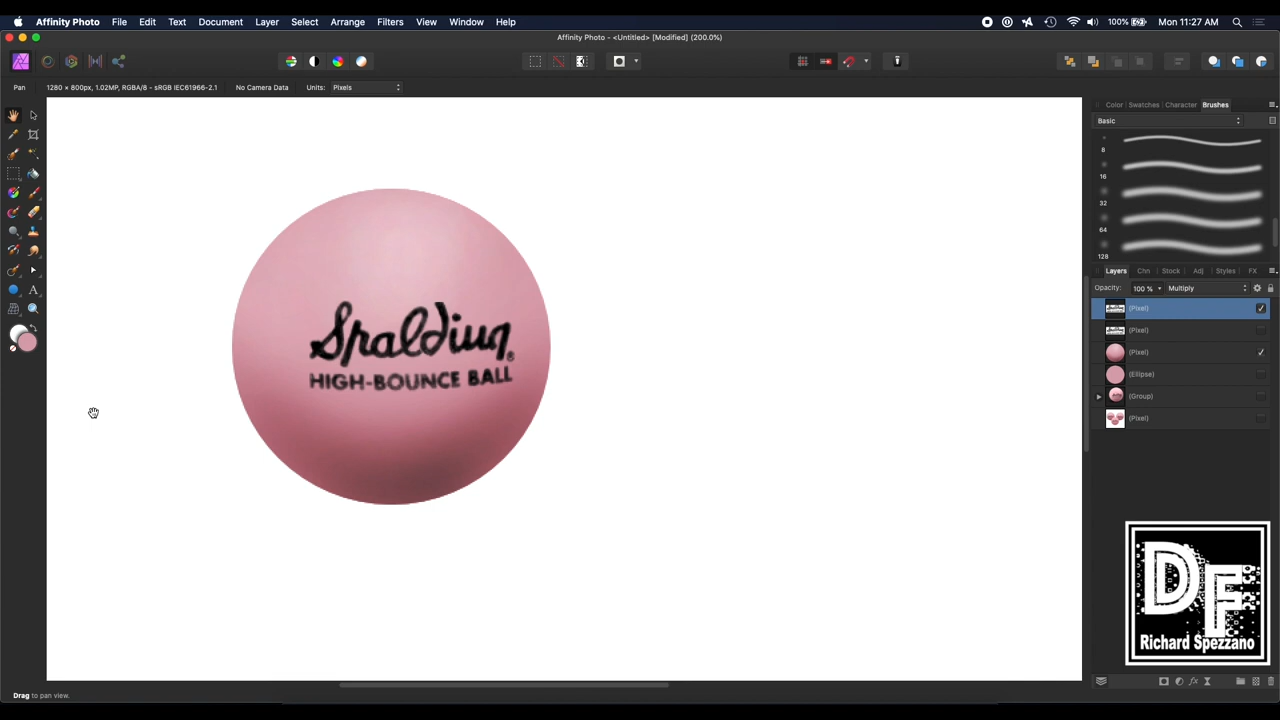 Affinity Photo File Edit Text Document Layer Select Arrange Filters View Window Help 100% Mon 11:27 AM
Affinity Photo - <Untitled> [Modified] (200.0%)
Pan 1280 × 800px, 1.02MP, RGBA/8 - sRGB IEC61966-2.1 No Camera Data Units: Pixels
Color Swatches Character Brushes
Basic
8
16
32
64
128
Layers Chn Stock Adj Styles FX
Opacity: 100 % Multiply
(Pixel)
(Pixel)
(Pixel)
(Ellipse)
(Group)
(Pixel)
Spalding®
HIGH-BOUNCE BALL
DF
Richard Spezzano
Drag to pan view.